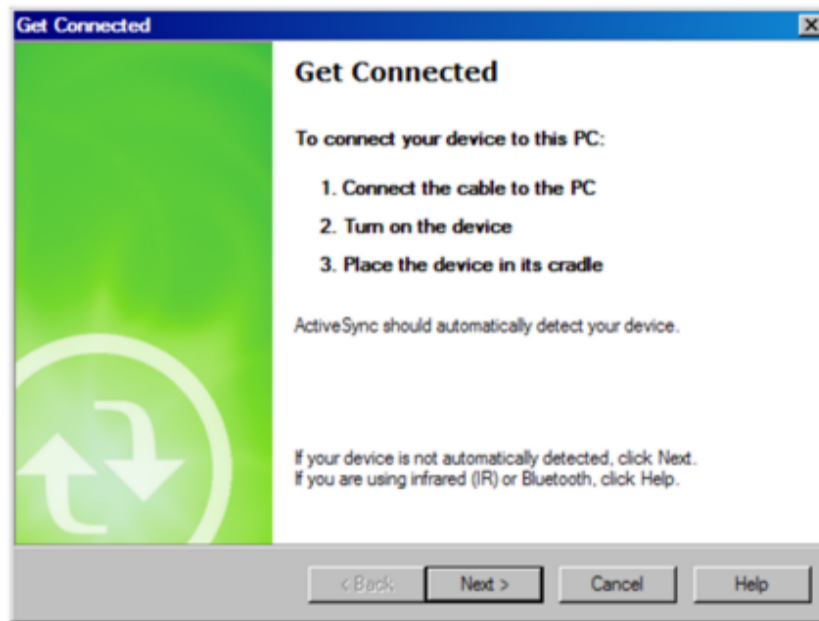 Get Connected
Get Connected
To connect your device to this PC:
1. Connect the cable to the PC
2. Turn on the device
3. Place the device in its cradle
ActiveSync should automatically detect your device.
If your device is not automatically detected, click Next.
If you are using infrared (IR) or Bluetooth, click Help.
< Back Next > Cancel Help